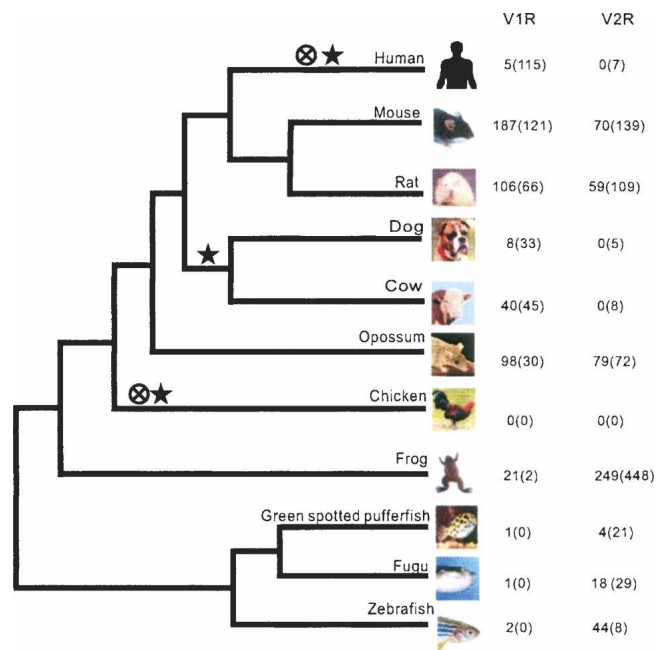 V1R V2R
Human 5(115) 0(7)
Mouse 187(121) 70(139)
Rat 106(66) 59(109)
Dog 8(33) 0(5)
Cow 40(45) 0(8)
Opossum 98(30) 79(72)
Chicken 0(0) 0(0)
Frog 21(2) 249(448)
Green spotted pufferfish 1(0) 4(21)
Fugu 1(0) 18(29)
Zebrafish 2(0) 44(8)